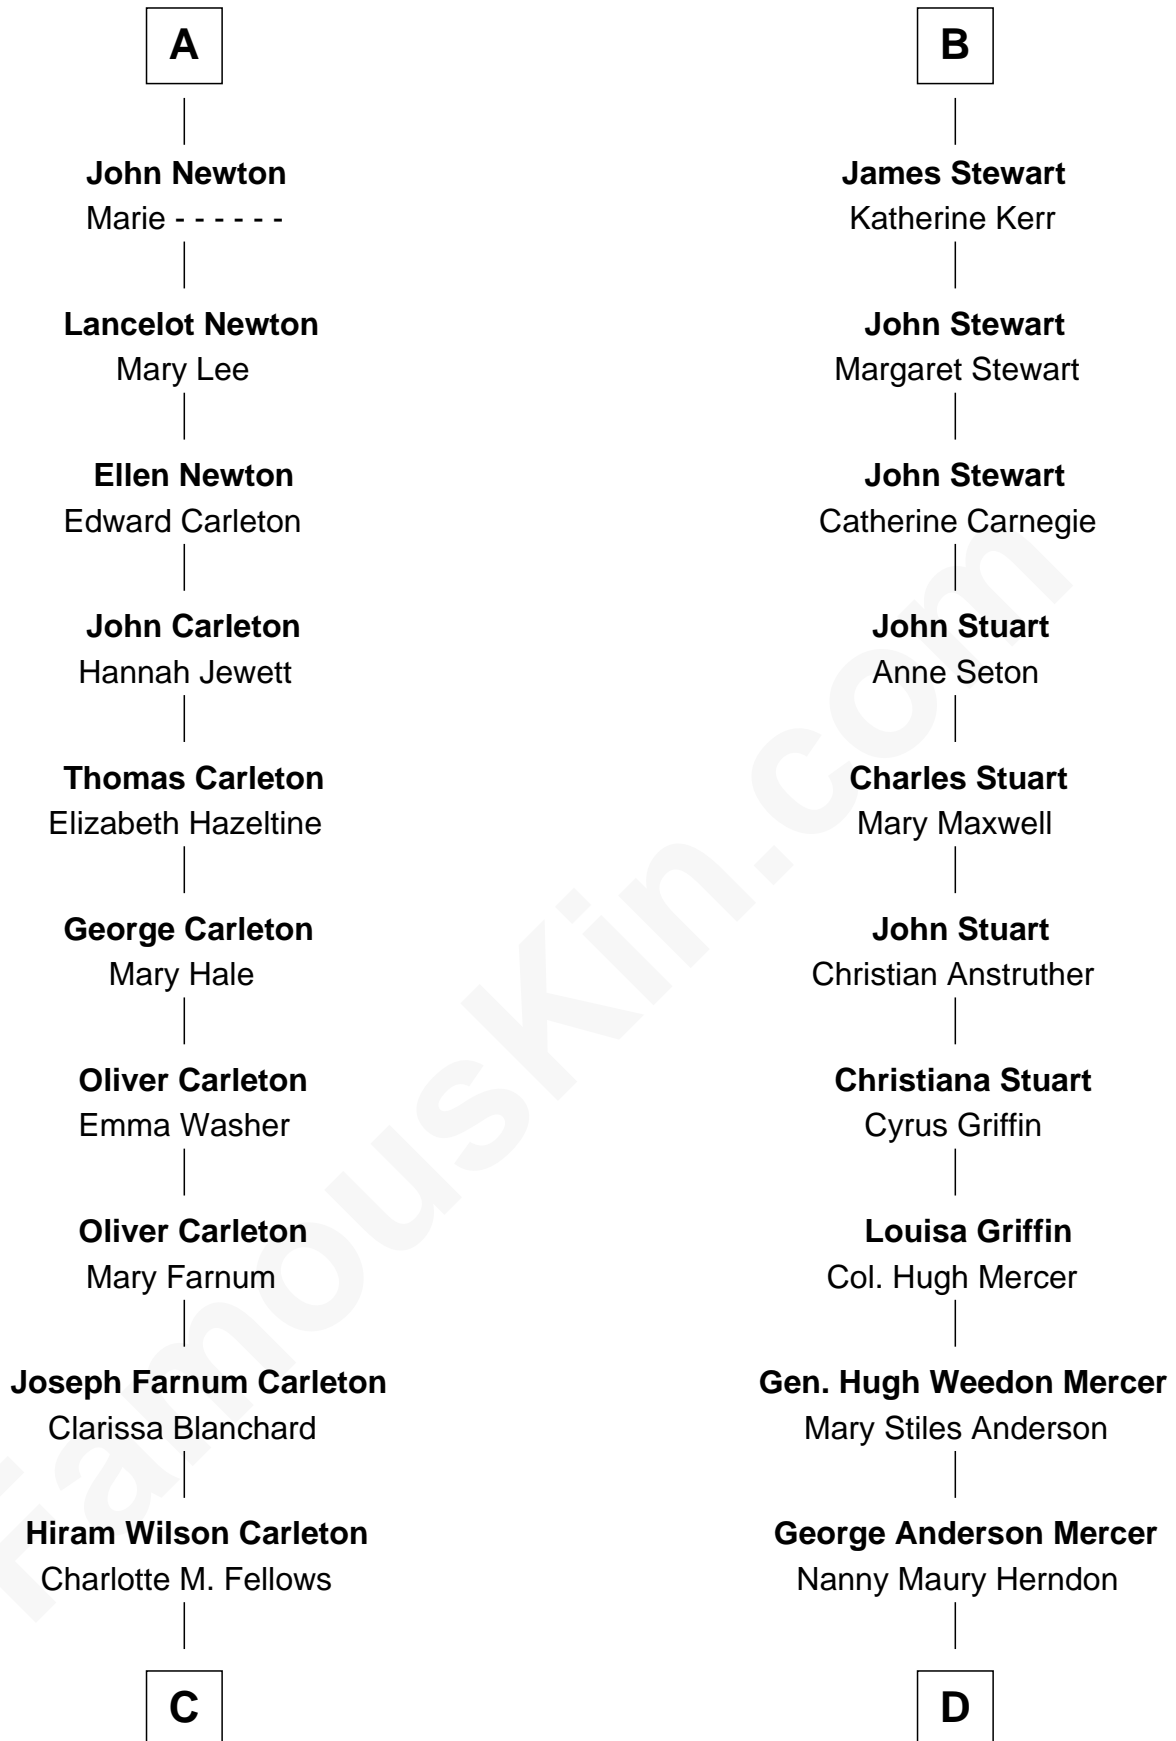 A
John Newton
Marie - - - - - -
Lancelot Newton
Mary Lee
Ellen Newton
Edward Carleton
John Carleton
Hannah Jewett
Thomas Carleton
Elizabeth Hazeltine
George Carleton
Mary Hale
Oliver Carleton
Emma Washer
Oliver Carleton
Mary Farnum
Joseph Farnum Carleton
Clarissa Blanchard
Hiram Wilson Carleton
Charlotte M. Fellows
C
B
James Stewart
Katherine Kerr
John Stewart
Margaret Stewart
John Stewart
Catherine Carnegie
John Stuart
Anne Seton
Charles Stuart
Mary Maxwell
John Stuart
Christian Anstruther
Christiana Stuart
Cyrus Griffin
Louisa Griffin
Col. Hugh Mercer
Gen. Hugh Weedon Mercer
Mary Stiles Anderson
George Anderson Mercer
Nanny Maury Herndon
D
FamousKin.com